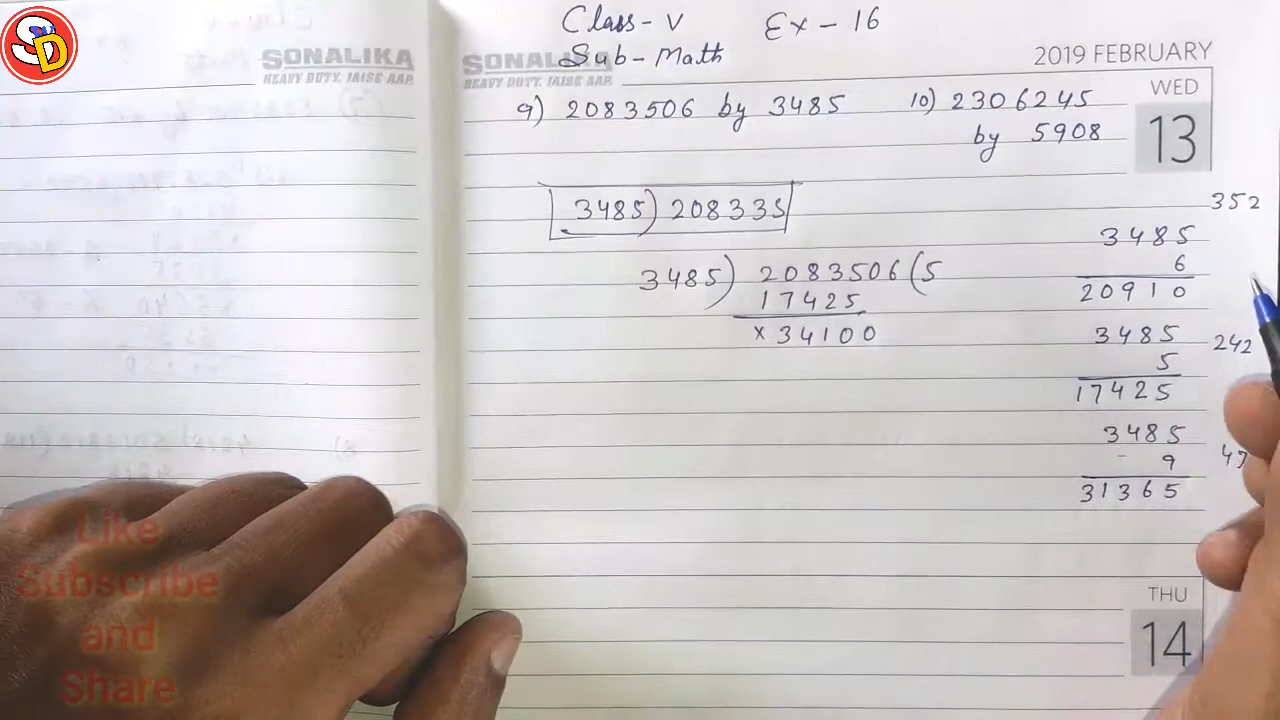 SWD
Class - V Ex - 16
Sub - Math
SONALIKA
HEAVY DUTY. JAISE AAP.
SONALIKA
HEAVY DUTY. JAISE AAP.
2019 FEBRUARY
WED
13
9) 2083506 by 3485
10) 2306245
by 5908
3485) 208335
3485) 2083506 (5
17425
x 34100
352
3485
6
20910
3485
5
17425
242
3485
9
31365
THU
14
Like
Subscribe
and
Share